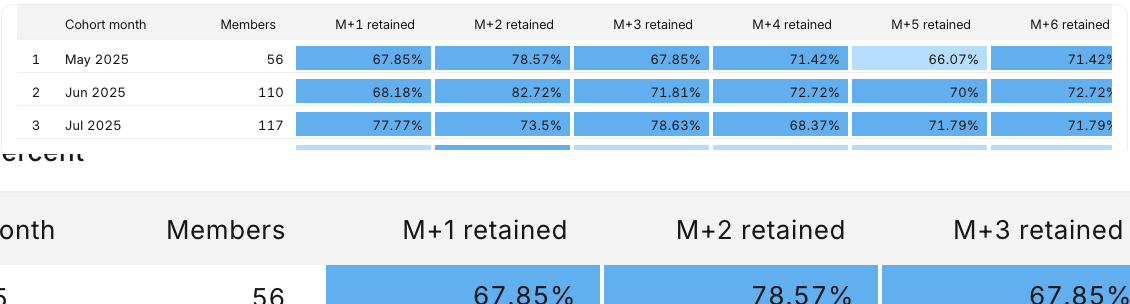 Cohort month Members M+1 retained M+2 retained M+3 retained M+4 retained M+5 retained M+6 retained
1 May 2025 56 67.85% 78.57% 67.85% 71.42% 66.07% 71.42%
2 Jun 2025 110 68.18% 82.72% 71.81% 72.72% 70% 72.72%
3 Jul 2025 117 77.77% 73.5% 78.63% 68.37% 71.79% 71.79%
ercent
onth Members M+1 retained M+2 retained M+3 retained
5 56 67.85% 78.57% 67.85%